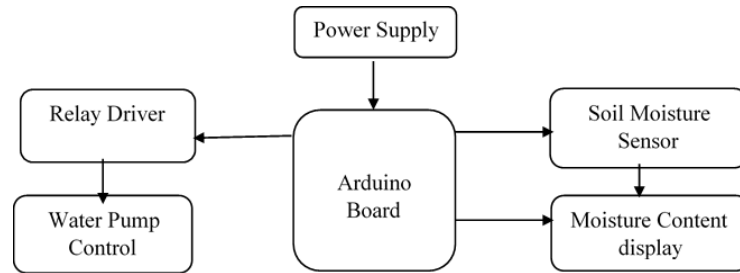 Power Supply
Relay Driver
Soil Moisture
Sensor
Arduino
Board
Water Pump
Control
Moisture Content
display